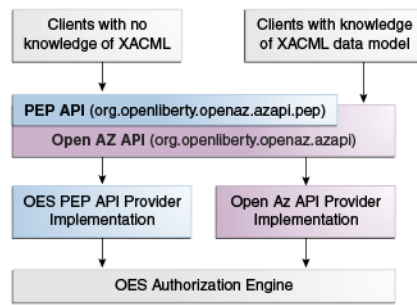 Clients with no
knowledge of XACML
Clients with knowledge
of XACML data model
PEP API (org.openliberty.openaz.azapi.pep)
Open AZ API (org.openliberty.openaz.azapi)
OES PEP API Provider
Implementation
Open Az API Provider
Implementation
OES Authorization Engine